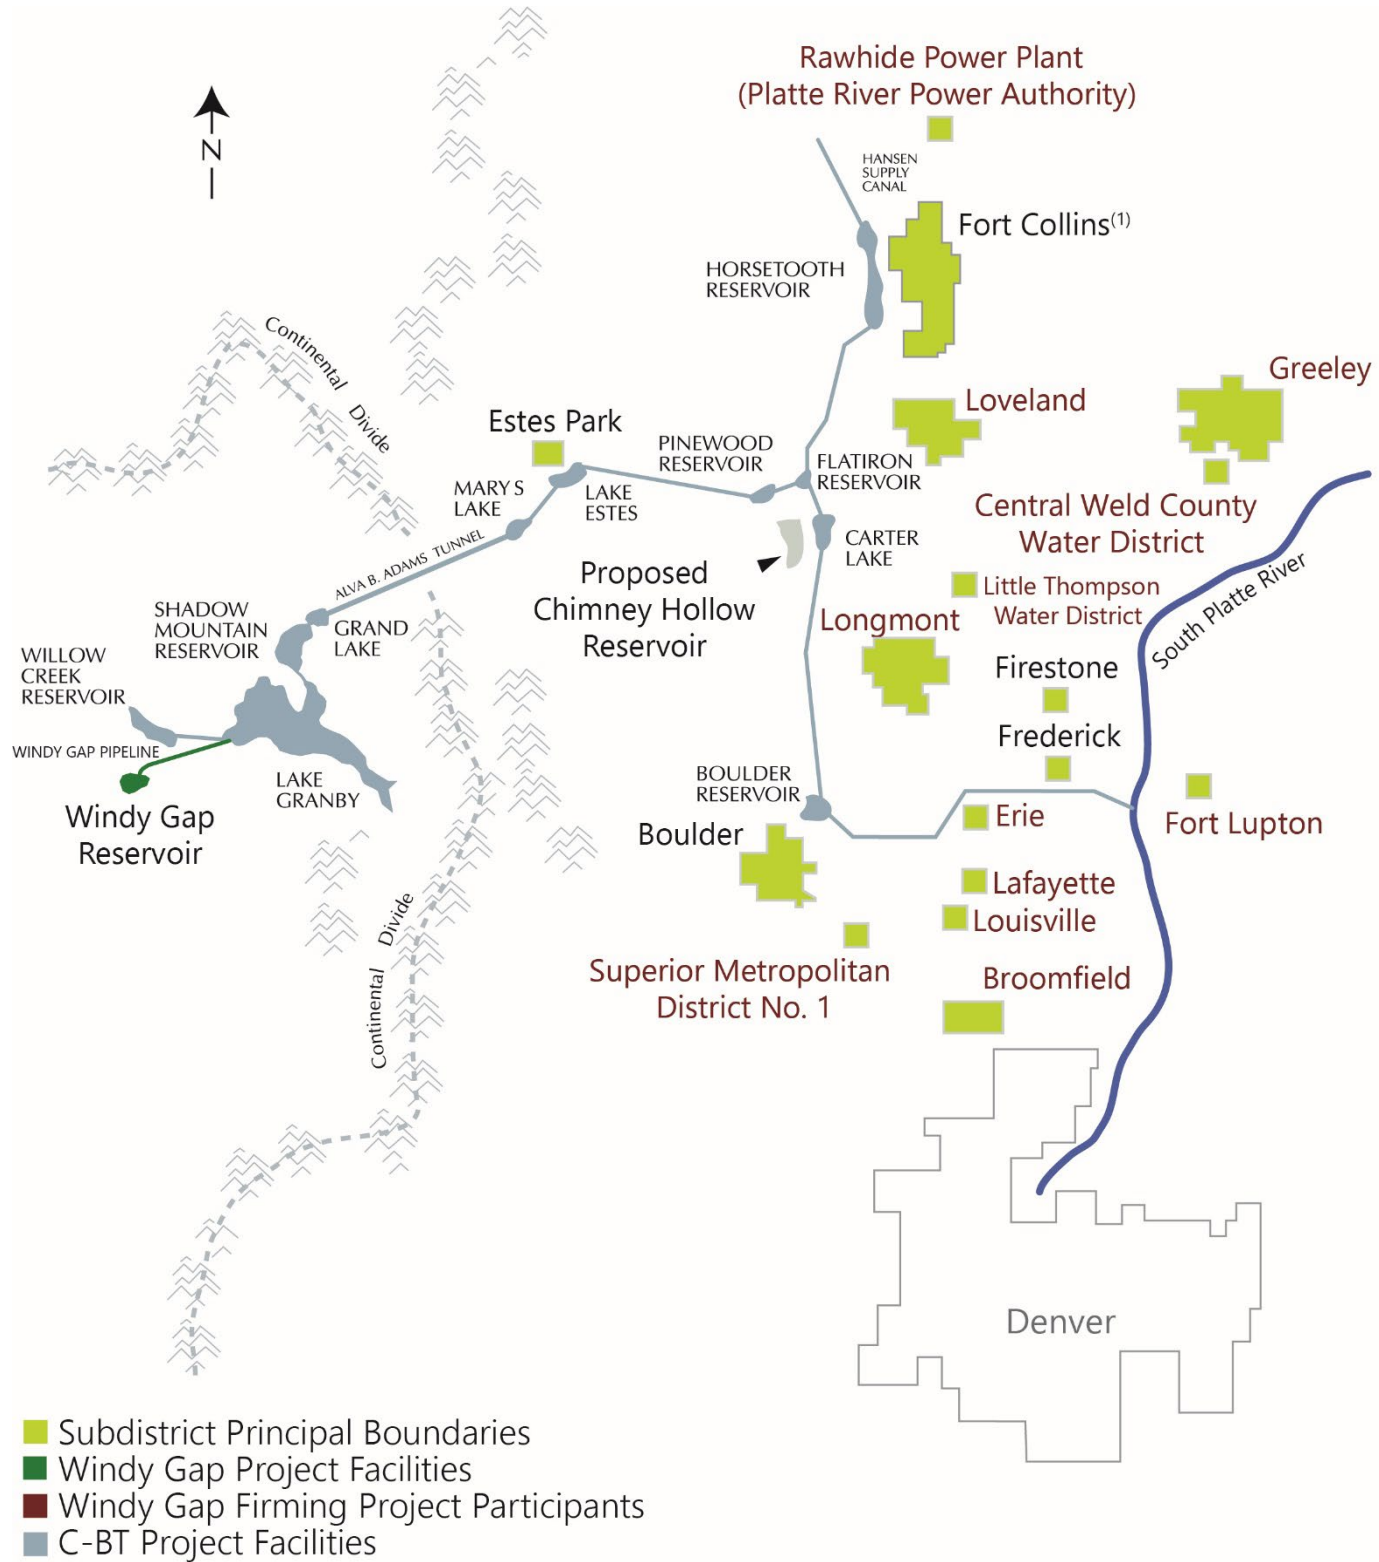 Rawhide Power Plant
(Platte River Power Authority)
N
HANSEN
SUPPLY
CANAL
Fort Collins(1)
HORSETOOTH
RESERVOIR
Continental Divide
Greeley
Loveland
Estes Park
PINEWOOD
RESERVOIR
FLATIRON
RESERVOIR
MARY S
LAKE
LAKE
ESTES
Central Weld County
Water District
CARTER
LAKE
ALVA B. ADAMS TUNNEL
Proposed
Chimney Hollow
Reservoir
Little Thompson
Water District
South Platte River
SHADOW
MOUNTAIN
RESERVOIR
GRAND
LAKE
Longmont
WILLOW
CREEK
RESERVOIR
Firestone
Frederick
WINDY GAP PIPELINE
LAKE
GRANBY
BOULDER
RESERVOIR
Windy Gap
Reservoir
Boulder
Erie
Fort Lupton
Lafayette
Louisville
Continental Divide
Superior Metropolitan
District No. 1
Broomfield
Denver
Subdistrict Principal Boundaries
Windy Gap Project Facilities
Windy Gap Firming Project Participants
C-BT Project Facilities